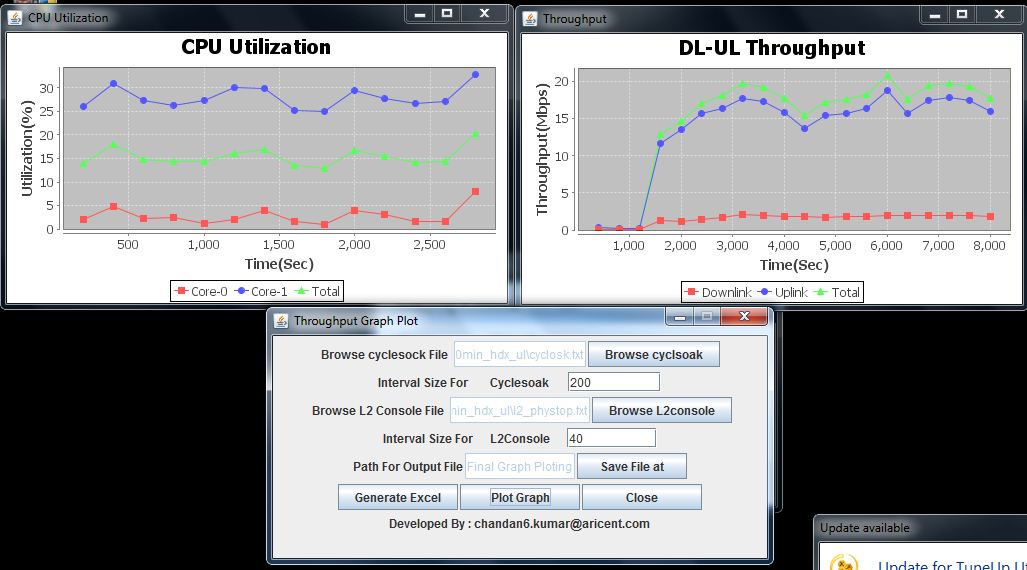 CPU Utilization
CPU Utilization
Utilization(%)
30
25
20
15
10
5
0
500
1,000
1,500
2,000
2,500
Time(Sec)
Core-0 Core-1 Total
Throughput
DL-UL Throughput
Throughput(Mbps)
20
15
10
5
0
1,000
2,000
3,000
4,000
5,000
6,000
7,000
8,000
Time(Sec)
Downlink Uplink Total
Throughput Graph Plot
Browse cyclesock File 0min_hdx_ul\cyclosk.txt Browse cyclsoak
Interval Size For Cyclesoak 200
Browse L2 Console File nin_hdx_ul\l2_phystop.txt Browse L2console
Interval Size For L2Console 40
Path For Output File Final Graph Ploting Save File at
Generate Excel Plot Graph Close
Developed By : chandan6.kumar@aricent.com
Update available
Update for TuneUp Ut